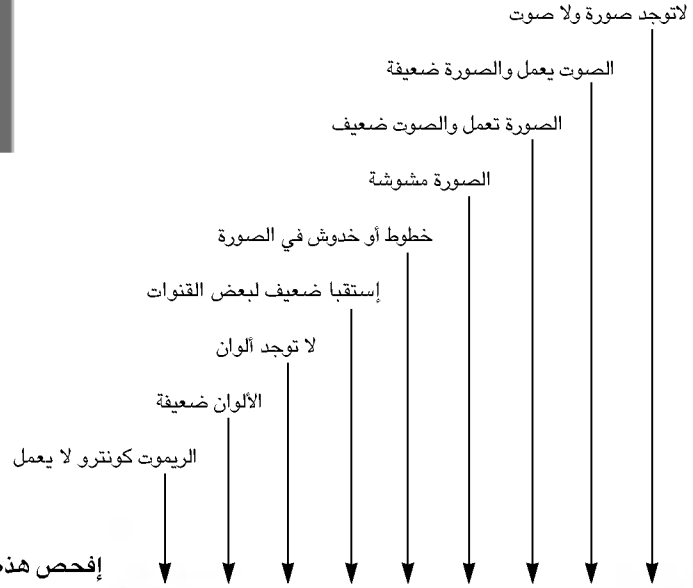 لاتوجد صورة ولا صوت
الصوت يعمل والصورة ضعيفة
الصورة تعمل والصوت ضعيف
الصورة مشوشة
خطوط أو خدوش في الصورة
إستقبا ضعيف لبعض القنوات
لا توجد ألوان
الألوان ضعيفة
الريموت كونترو لا يعمل
إفحص